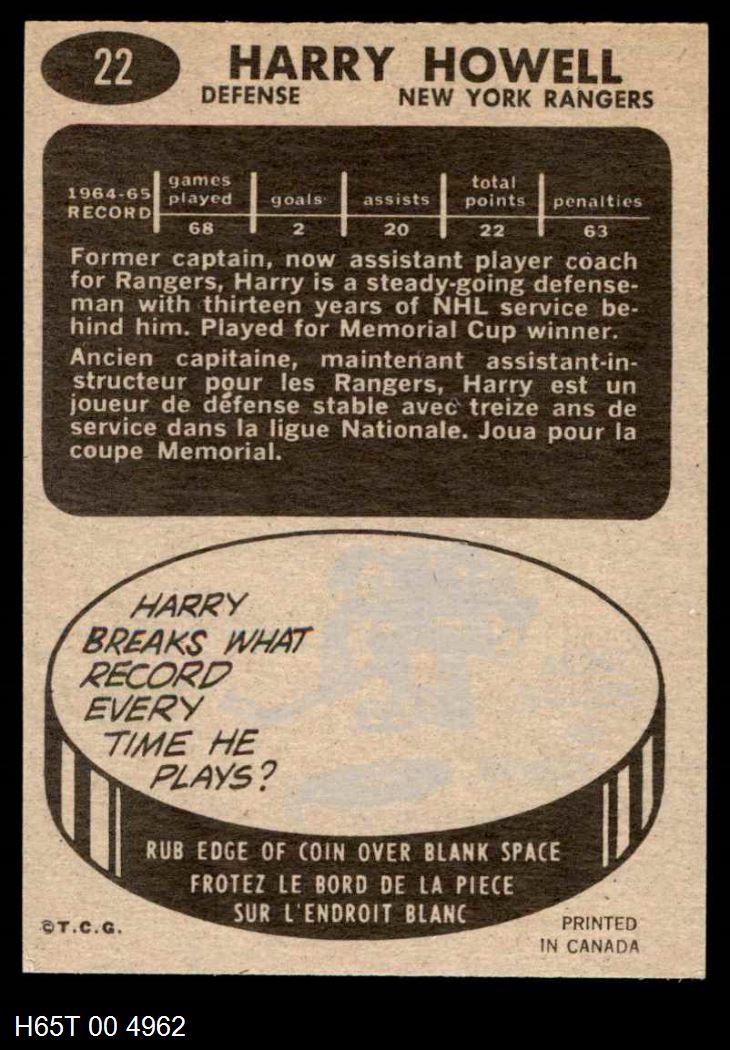 22
HARRY HOWELL
DEFENSE NEW YORK RANGERS
1964-65 RECORD games played goals assists total points penalties
68 2 20 22 63
Former captain, now assistant player coach
for Rangers, Harry is a steady-going defense-
man with thirteen years of NHL service be-
hind him. Played for Memorial Cup winner.
Ancien capitaine, maintenant assistant-in-
structeur pour les Rangers, Harry est un
joueur de défense stable avec treize ans de
service dans la ligue Nationale. Joua pour la
coupe Memorial.
HARRY
BREAKS WHAT
RECORD
EVERY
TIME HE
PLAYS?
RUB EDGE OF COIN OVER BLANK SPACE
FROTEZ LE BORD DE LA PIECE
SUR L'ENDROIT BLANC
©T.C.G.
PRINTED
IN CANADA
H65T 00 4962